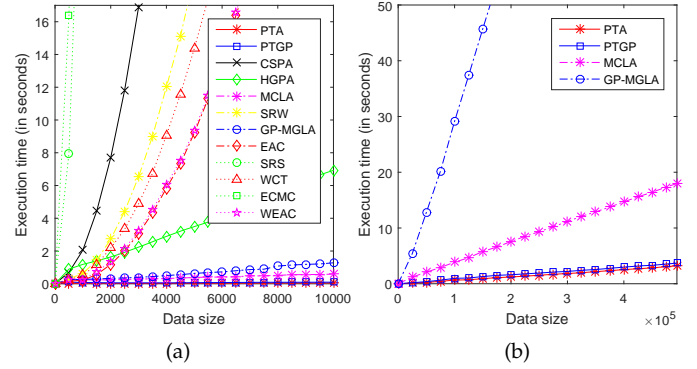 Execution time (in seconds)
16
14
12
10
8
6
4
2
0
0 2000 4000 6000 8000 10000
Data size
PTA
PTGP
CSPA
HGPA
MCLA
SRW
GP-MGLA
EAC
SRS
WCT
ECMC
WEAC
(a)
Execution time (in seconds)
50
40
30
20
10
0
0 1 2 3 4
Data size
× 10⁵
PTA
PTGP
MCLA
GP-MGLA
(b)